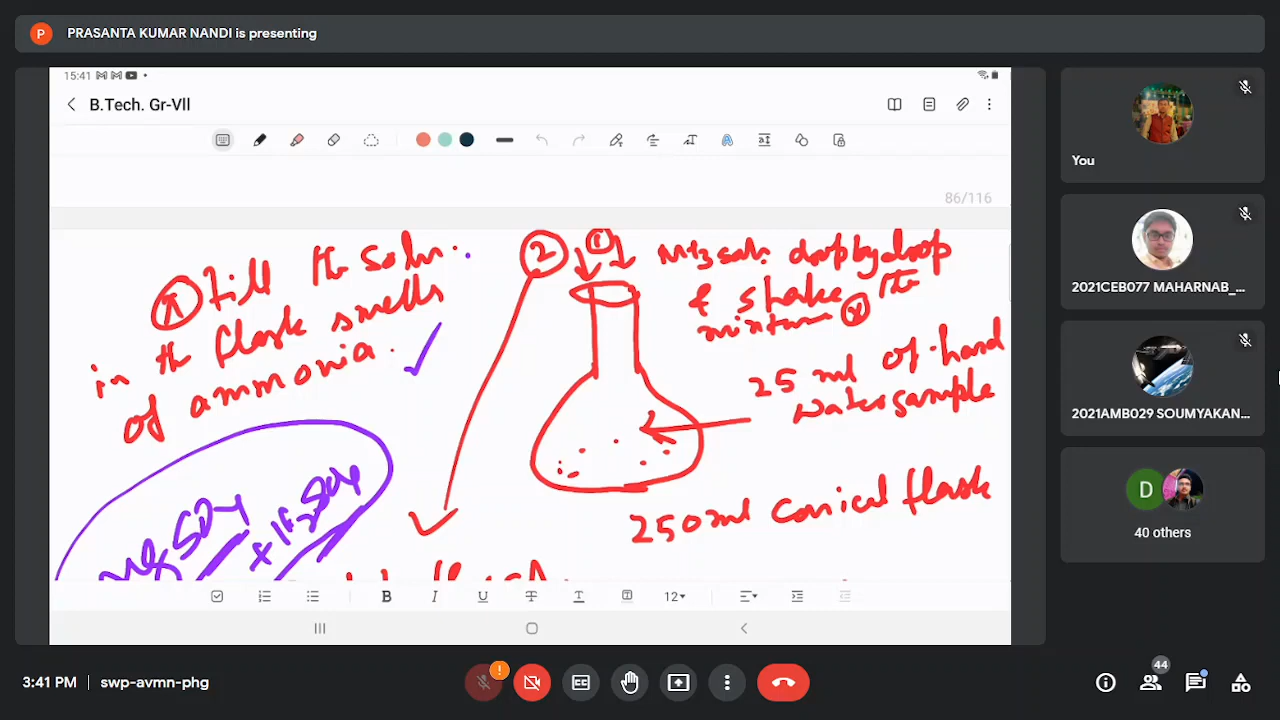 P PRASANTA KUMAR NANDI is presenting
15:41
B.Tech. Gr-VII
86/116
till the soln.
in the flask smells
of ammonia.
2
1
NH3 soln. drop by drop
& shake the
mixture
25 ml of hard
water sample
250 ml conical flask
MgSO4
+ H2SO4
B I U T T T 12
You
2021CEB077 MAHARNAB_...
2021AMB029 SOUMYAKAN...
D
40 others
3:41 PM | swp-avmn-phg
!
CC
44